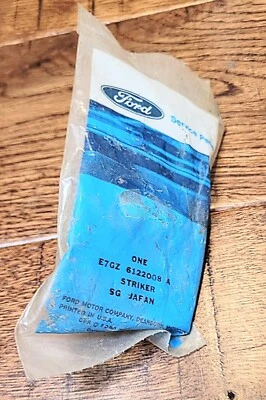 Ford
Service Parts
ONE
E7GZ 6122008 A
STRIKER
SG JAPAN
FORD MOTOR COMPANY, DEARBORN
PRINTED IN U.S.A.